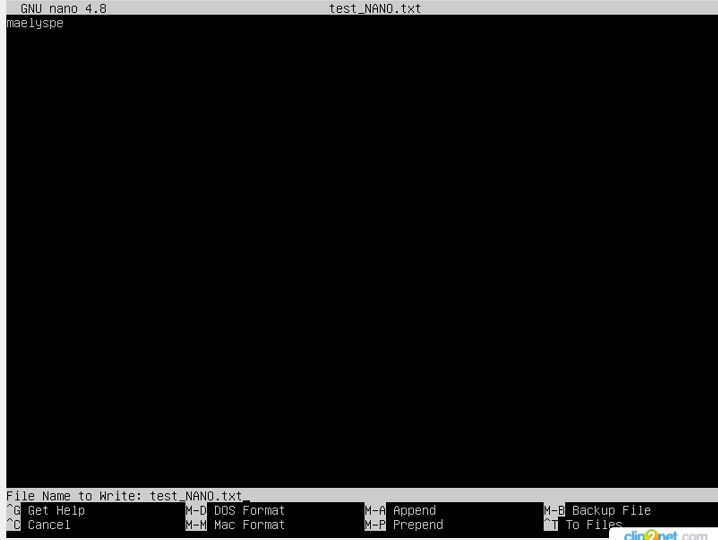 GNU nano 4.8 test_NANO.txt
maelyspe
File Name to Write: test_NANO.txt
^G Get Help M-D DOS Format M-A Append M-B Backup File
^C Cancel M-M Mac Format M-P Prepend ^T To Files
clip2net.com